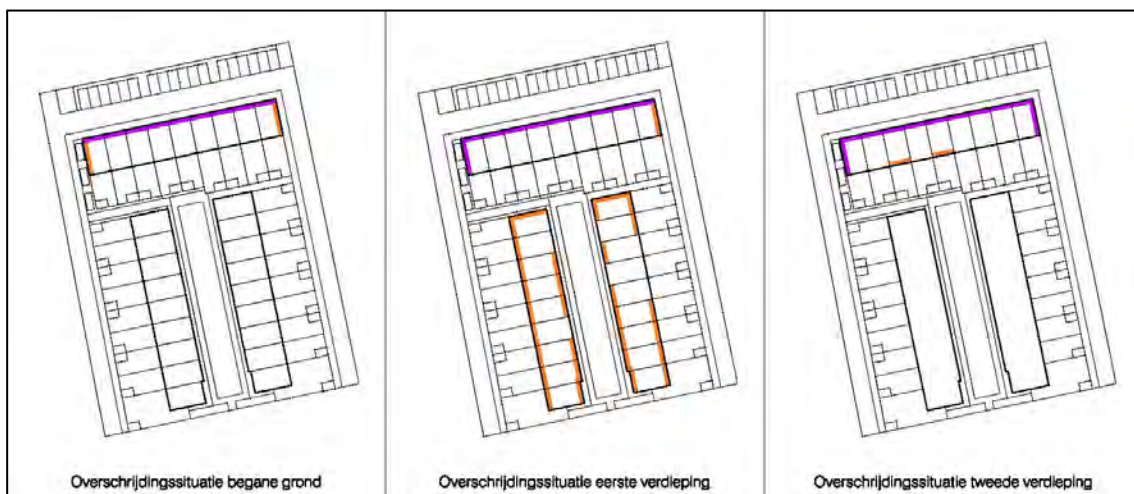 Overschrijdingssituatie begane grond
Overschrijdingssituatie eerste verdieping
Overschrijdingssituatie tweede verdieping